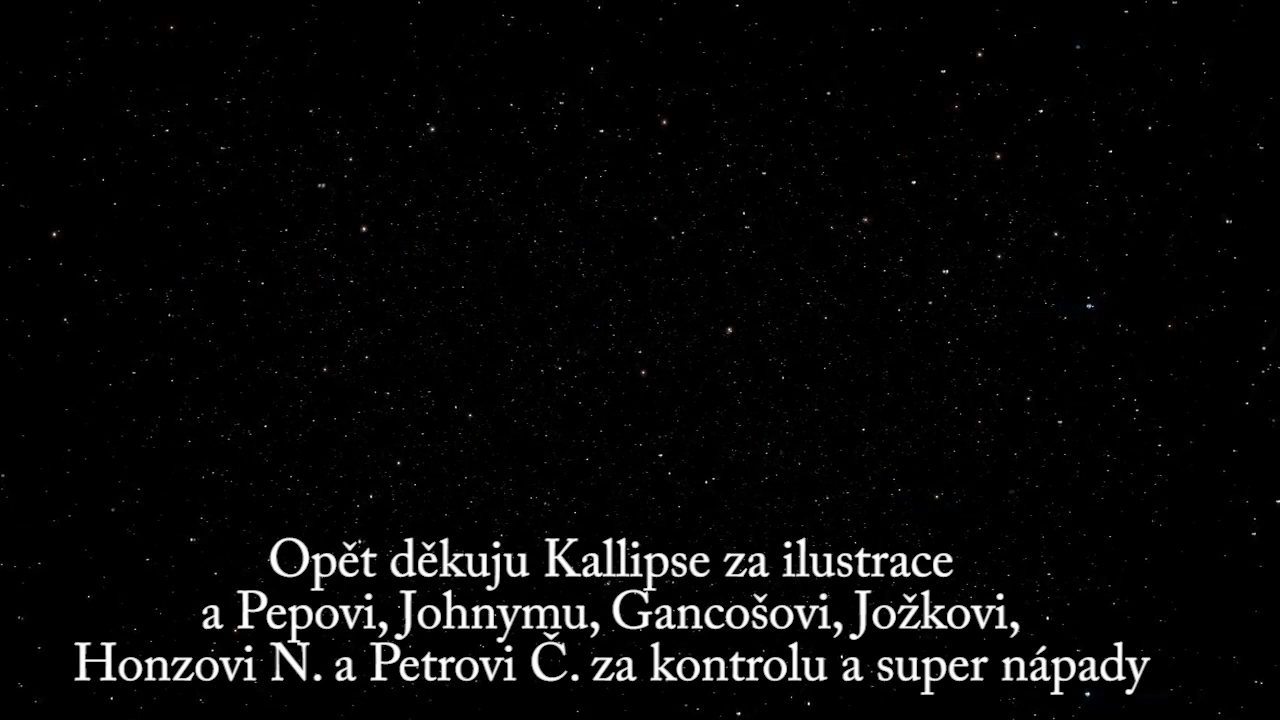 Opět děkuju Kallipse za ilustrace
a Pepovi, Johnymu, Gancošovi, Jožkovi,
Honzovi N. a Petrovi Č. za kontrolu a super nápady